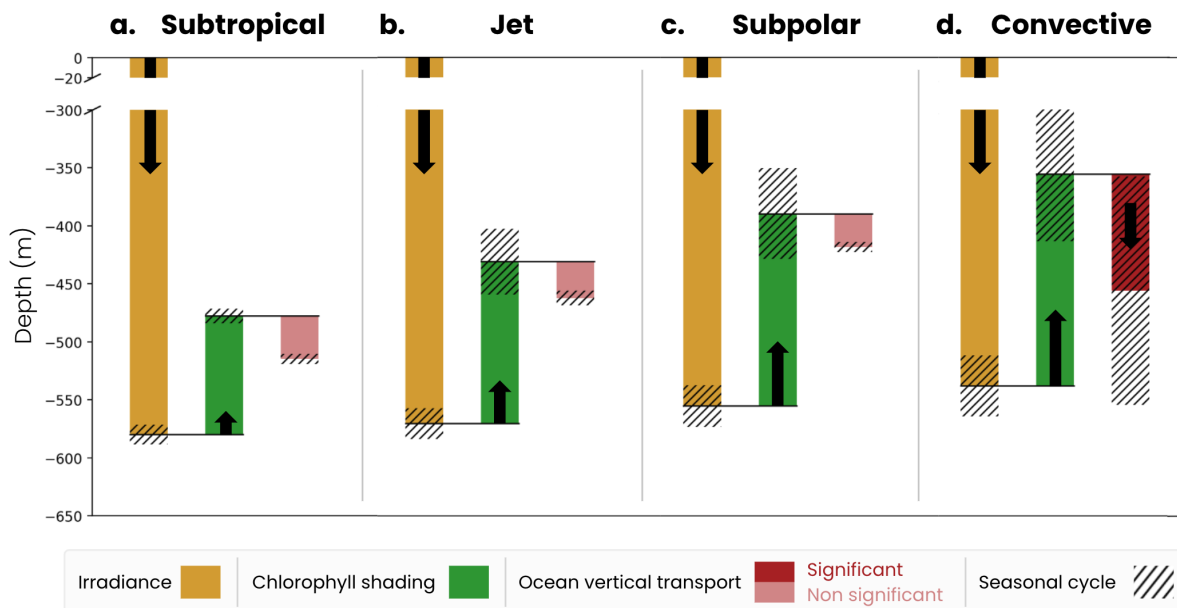 a. Subtropical
b. Jet
c. Subpolar
d. Convective
0
−20
−300
−350
−400
−450
−500
−550
−600
−650
Depth (m)
Irradiance
Chlorophyll shading
Ocean vertical transport
Significant
Non significant
Seasonal cycle